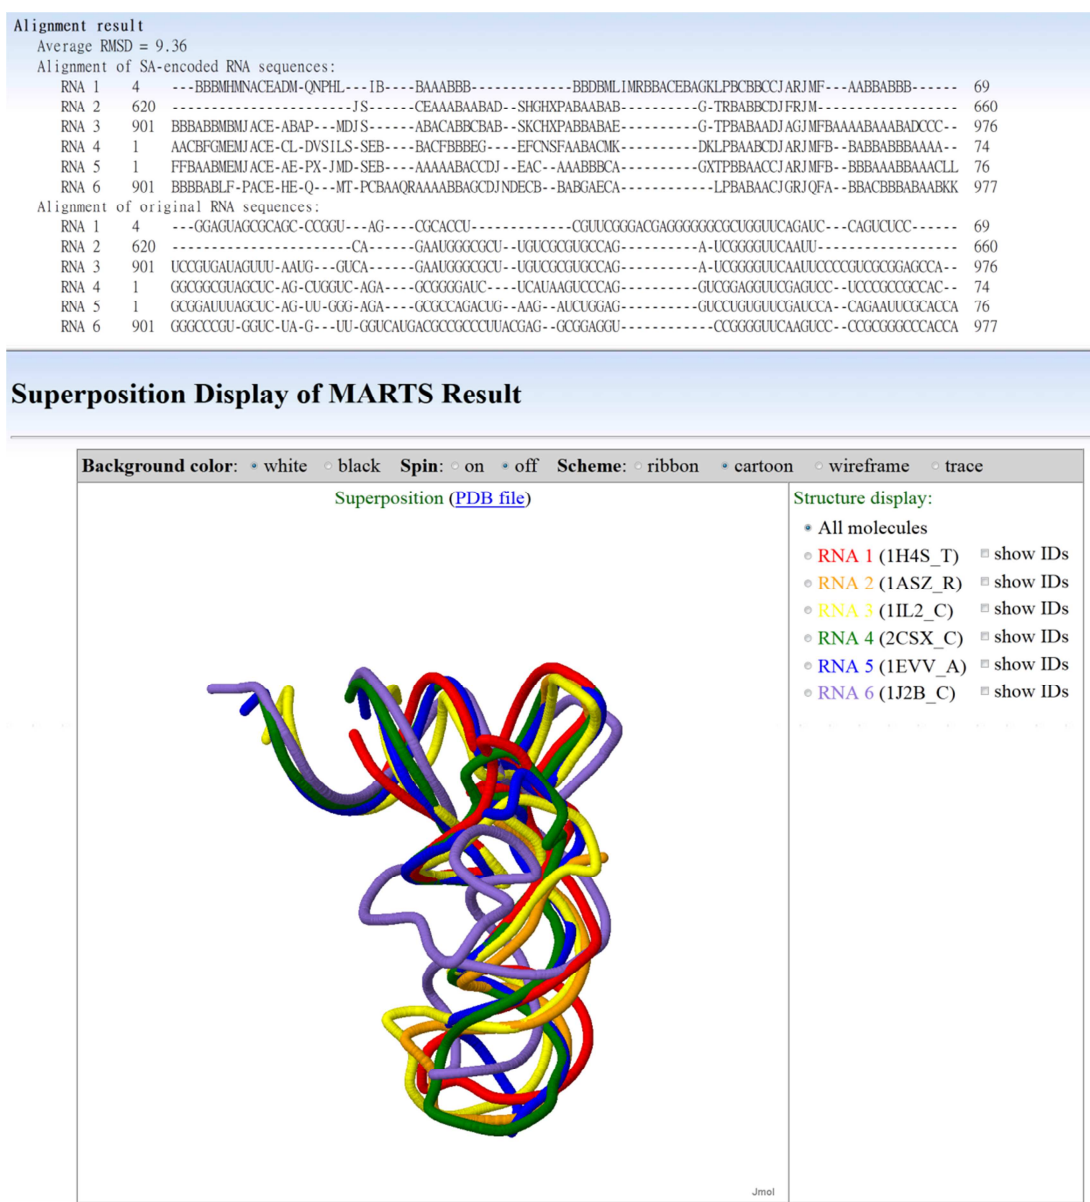 Alignment result
Average RMSD = 9.36
Alignment of SA-encoded RNA sequences:
RNA 1 4 ---BBBMHMNACEADM-QNPHL---IB----BAAABBB------------BBDBMLIMRBBACEBAGKLPBCBBCCJARJMF---AABBABBB------ 69
RNA 2 620 ---------------------JS------CEAAABAABAD--SHGHXPABAABAB----------G-TRBABBCDJFRJM----------------- 660
RNA 3 901 BBBABBMBMJACE-ABAP---MDJS-----ABACABBCBAB--SKCHXPABBABAE---------G-TPBABAADJAGJMFBAAAABAAABADCCC-- 976
RNA 4 1 AACBFGMEMJACE-CL-DVSILS-SEB----BACFBBBEG----EFCNSFAABACMK---------DKLPBAABCDJARJMFB--BABBABBBAAAA-- 74
RNA 5 1 FFBAABMEMJACE-AE-PX-JMD-SEB----AAAAABACCDJ--EAC--AAABBBCA--------GXTPBBAACCJARJMFB--BBBAAABBAAACLL 76
RNA 6 901 BBBBBABLF-PACE-HE-Q---MT-PCBAAQRAAAABBAGCDJNDECB--BABGAECA----------LPBABAACJGRJQFA--BBACBBBABAABKK 977
Alignment of original RNA sequences:
RNA 1 4 ---GGAGUAGCGCAGC-CCGGU---AG----CGCACCU------------CGUUCGGGACGAGGGGGGCGCUGGUUCAGAUC---CAGUCUCC------ 69
RNA 2 620 ---------------------CA------GAAUGGGCGCU--UGUCGCGUGCCAG----------A-UCGGGGUUCAAUU----------------- 660
RNA 3 901 UCCGUGAUAGUUU-AAUG---GUCA------GAAUGGGCGCU--UGUCGCGUGCCAG----------A-UCGGGGUUCAAUUCCCCGUCGCGGAGCCA-- 976
RNA 4 1 GGCGGCGUAGCUC-AG-CUGGUC-AGA----GCGGGGAUC----UCAUAAGUCCCAG---------GUCGGAGGUUCGAGUCC--UCCCGCCGCCAC-- 74
RNA 5 1 GCGGAUUUAGCUC-AG-UU-GGG-AGA----GCGCCAGACUG--AAG--AUCUGGAG---------GUCCUGUGUUCGAUCCA--CAGAAUUCGCACCA 76
RNA 6 901 GGGCCCGU-GGUC-UA-G---UU-GGUCAUGACGCCGCCCUUACGAG--GCGGAGGU----------CCGGGGUUCAAGUCC--CCGCGGGCCCACCA 977
Superposition Display of MARTS Result
Background color: white black Spin: on off Scheme: ribbon cartoon wireframe trace
Superposition (PDB file)
Structure display:
All molecules
RNA 1 (1H4S_T) show IDs
RNA 2 (1ASZ_R) show IDs
RNA 3 (1IL2_C) show IDs
RNA 4 (2CSX_C) show IDs
RNA 5 (1EVV_A) show IDs
RNA 6 (1J2B_C) show IDs
Jmol